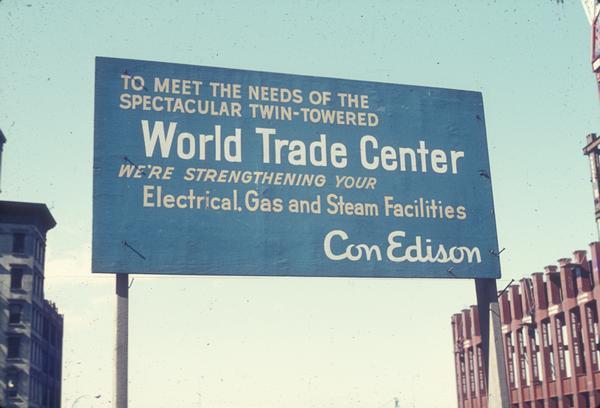 TO MEET THE NEEDS OF THE
SPECTACULAR TWIN-TOWERED
World Trade Center
WE'RE STRENGTHENING YOUR
Electrical, Gas and Steam Facilities
Con Edison